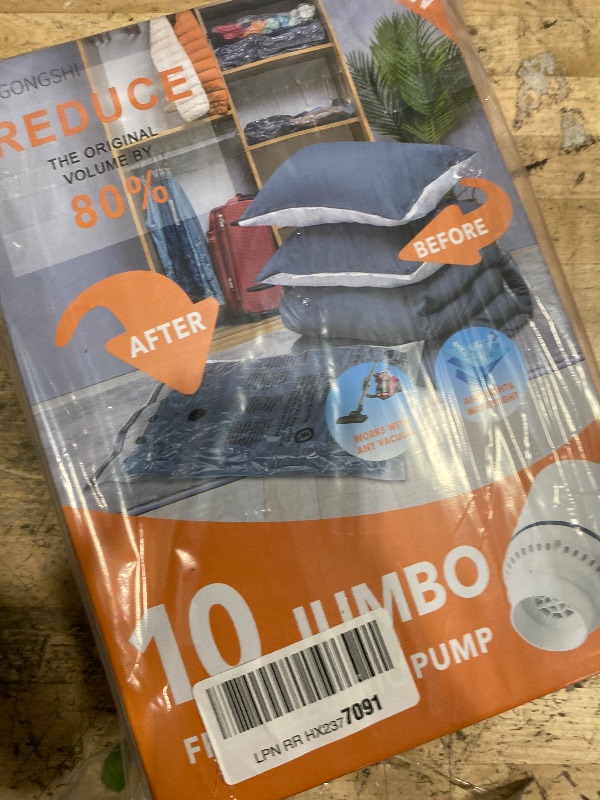 GONGSHI
REDUCE
THE ORIGINAL
VOLUME BY
80%
BEFORE
AFTER
WORKS WITH
ANY VACUUM
10 JUMBO
PUMP
LPN RR HX2377091